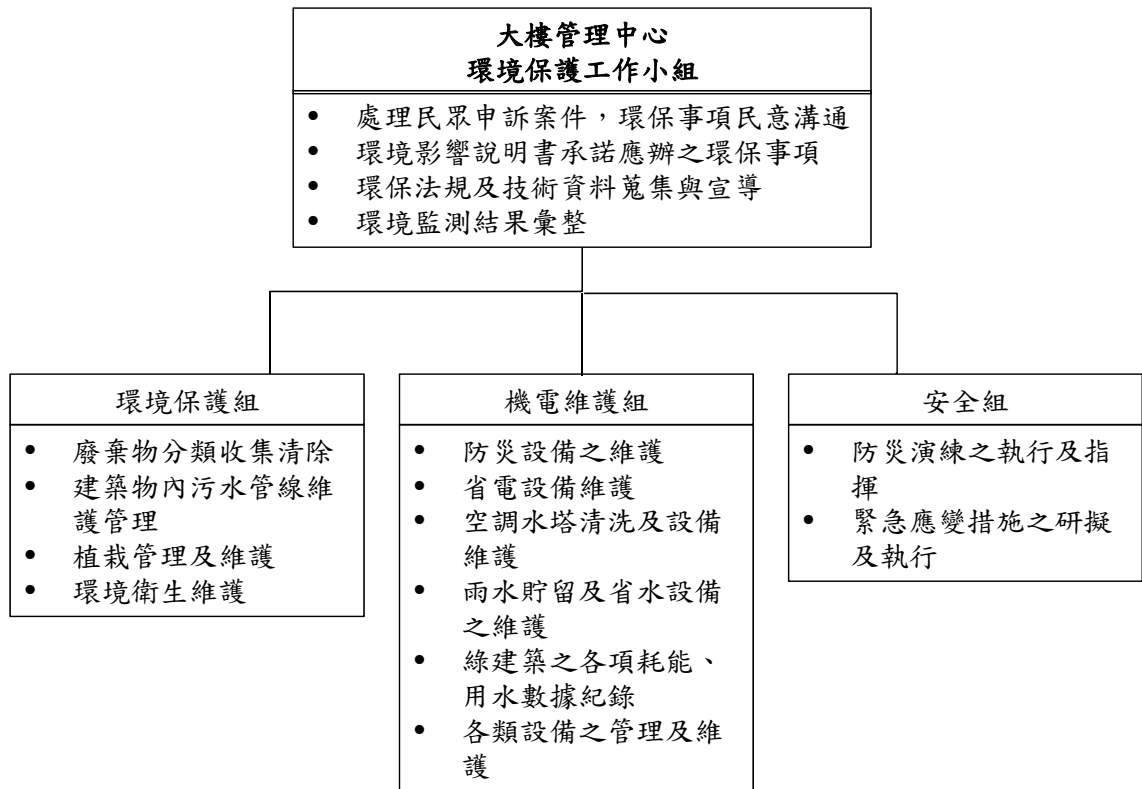 大樓管理中心
環境保護工作小組
• 處理民眾申訴案件，環保事項民意溝通
• 環境影響說明書承諾應辦之環保事項
• 環保法規及技術資料蒐集與宣導
• 環境監測結果彙整
環境保護組
• 廢棄物分類收集清除
• 建築物內污水管線維
護管理
• 植栽管理及維護
• 環境衛生維護
機電維護組
• 防災設備之維護
• 省電設備維護
• 空調水塔清洗及設備
維護
• 雨水貯留及省水設備
之維護
• 綠建築之各項耗能、
用水數據紀錄
• 各類設備之管理及維
護
安全組
• 防災演練之執行及指
揮
• 緊急應變措施之研擬
及執行